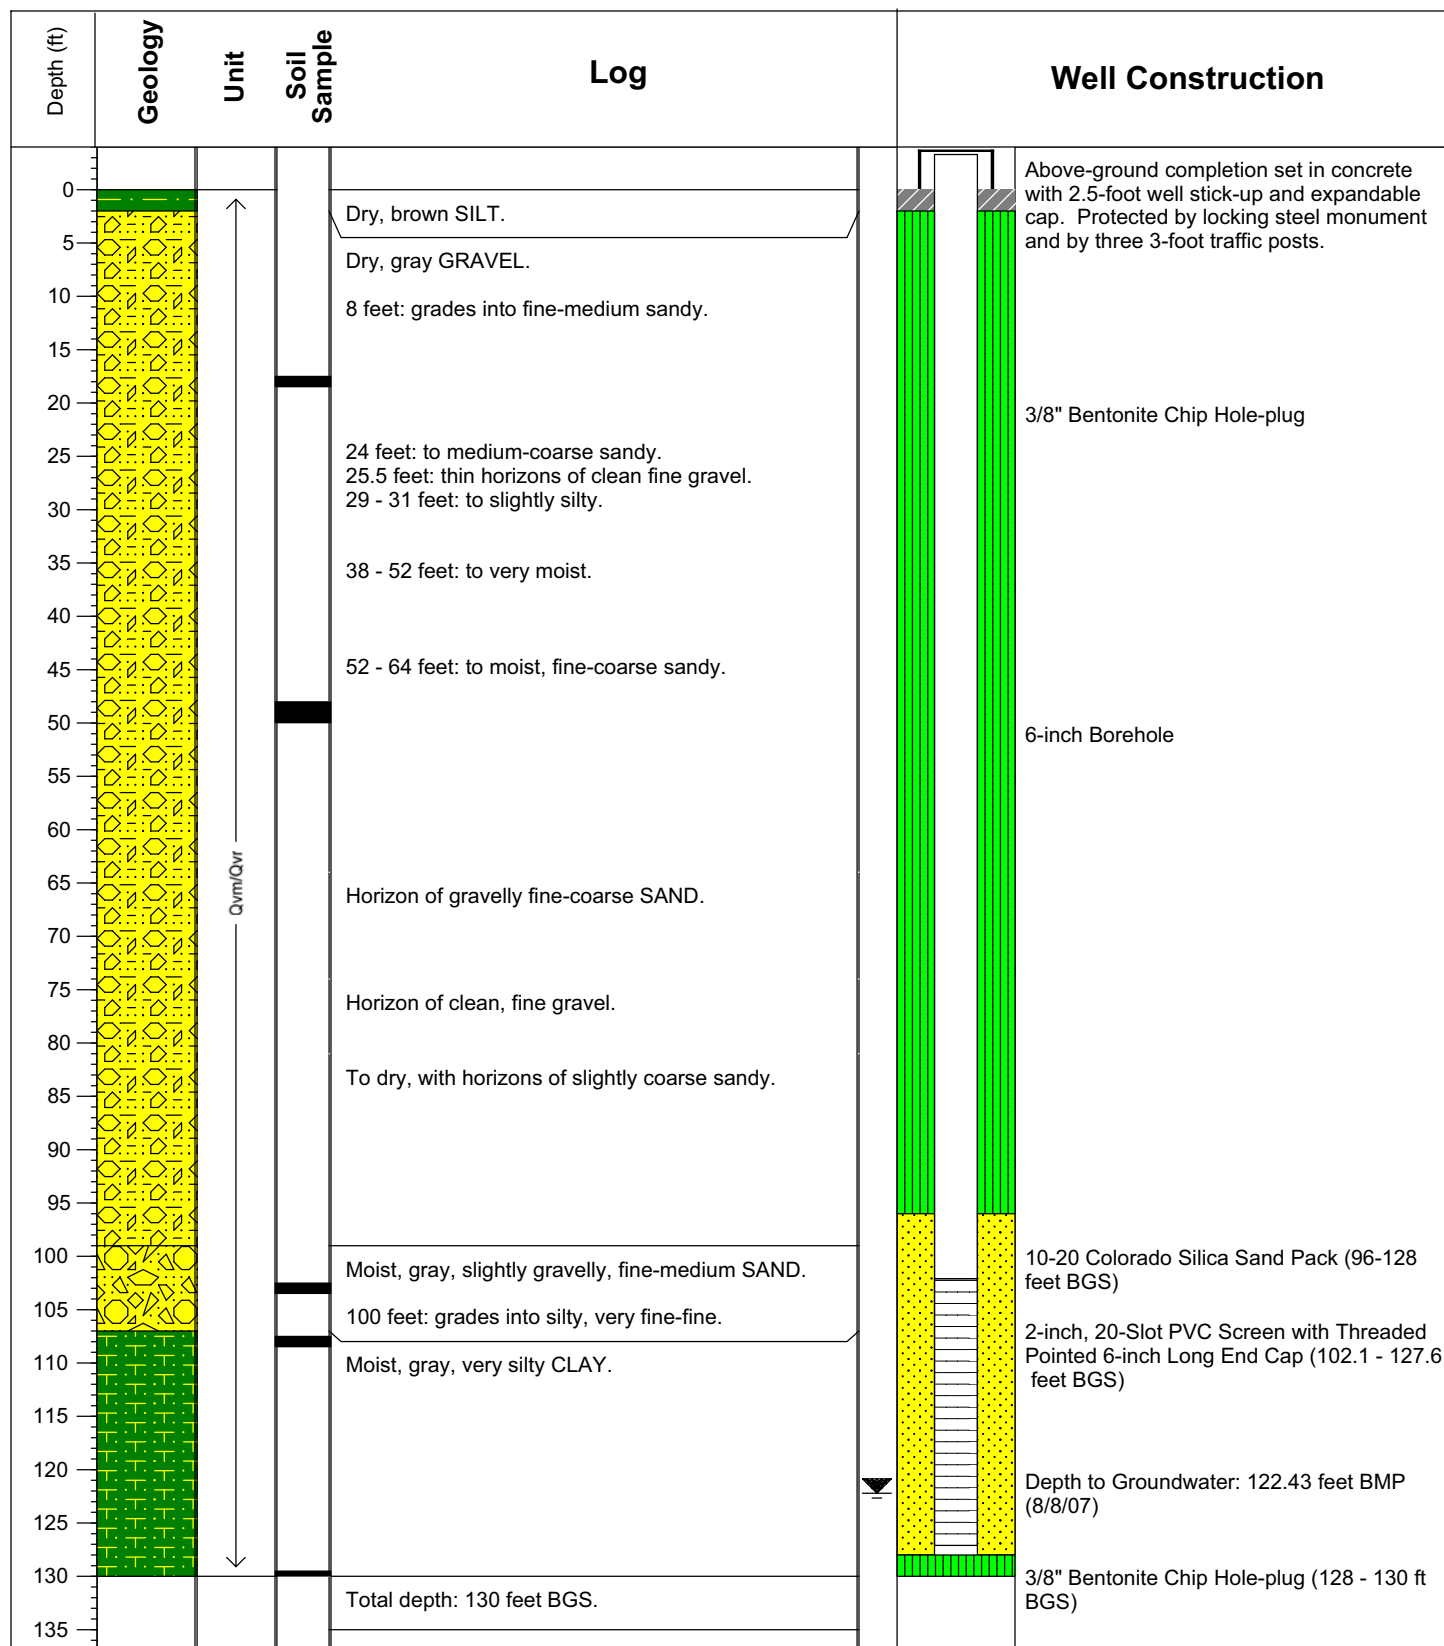 Depth (ft)
Geology
Unit
Soil
Sample
Log
Well Construction
0
5
10
15
20
25
30
35
40
45
50
55
60
65
70
75
80
85
90
95
100
105
110
115
120
125
130
135
Qvm/Qvr
Dry, brown SILT.
Dry, gray GRAVEL.
8 feet: grades into fine-medium sandy.
24 feet: to medium-coarse sandy.
25.5 feet: thin horizons of clean fine gravel.
29 - 31 feet: to slightly silty.
38 - 52 feet: to very moist.
52 - 64 feet: to moist, fine-coarse sandy.
Horizon of gravelly fine-coarse SAND.
Horizon of clean, fine gravel.
To dry, with horizons of slightly coarse sandy.
Moist, gray, slightly gravelly, fine-medium SAND.
100 feet: grades into silty, very fine-fine.
Moist, gray, very silty CLAY.
Total depth: 130 feet BGS.
Above-ground completion set in concrete
with 2.5-foot well stick-up and expandable
cap.  Protected by locking steel monument
and by three 3-foot traffic posts.
3/8" Bentonite Chip Hole-plug
6-inch Borehole
10-20 Colorado Silica Sand Pack (96-128
feet BGS)
2-inch, 20-Slot PVC Screen with Threaded
Pointed 6-inch Long End Cap (102.1 - 127.6
feet BGS)
Depth to Groundwater: 122.43 feet BMP
(8/8/07)
3/8" Bentonite Chip Hole-plug (128 - 130 ft
BGS)